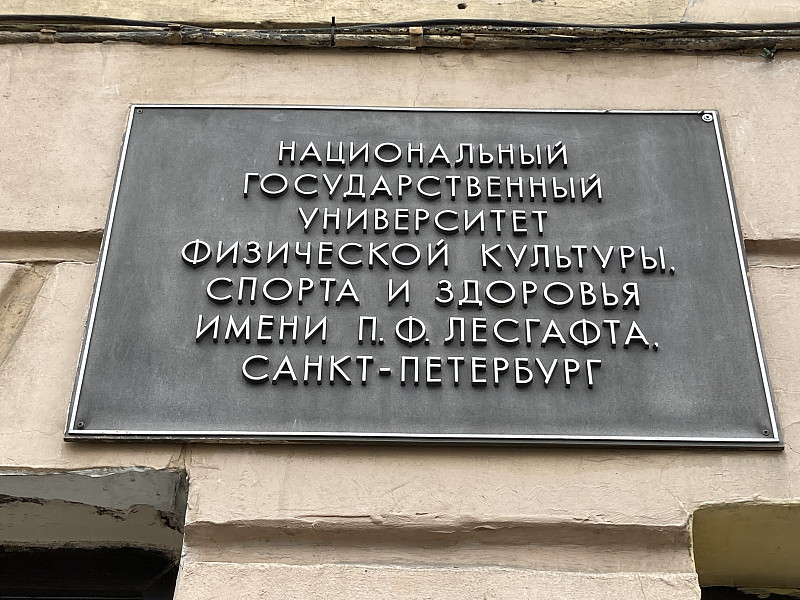 НАЦИОНАЛЬНЫЙ
ГОСУДАРСТВЕННЫЙ
УНИВЕРСИТЕТ
ФИЗИЧЕСКОЙ КУЛЬТУРЫ,
СПОРТА И ЗДОРОВЬЯ
ИМЕНИ П. Ф. ЛЕСГАФТА,
САНКТ-ПЕТЕРБУРГ